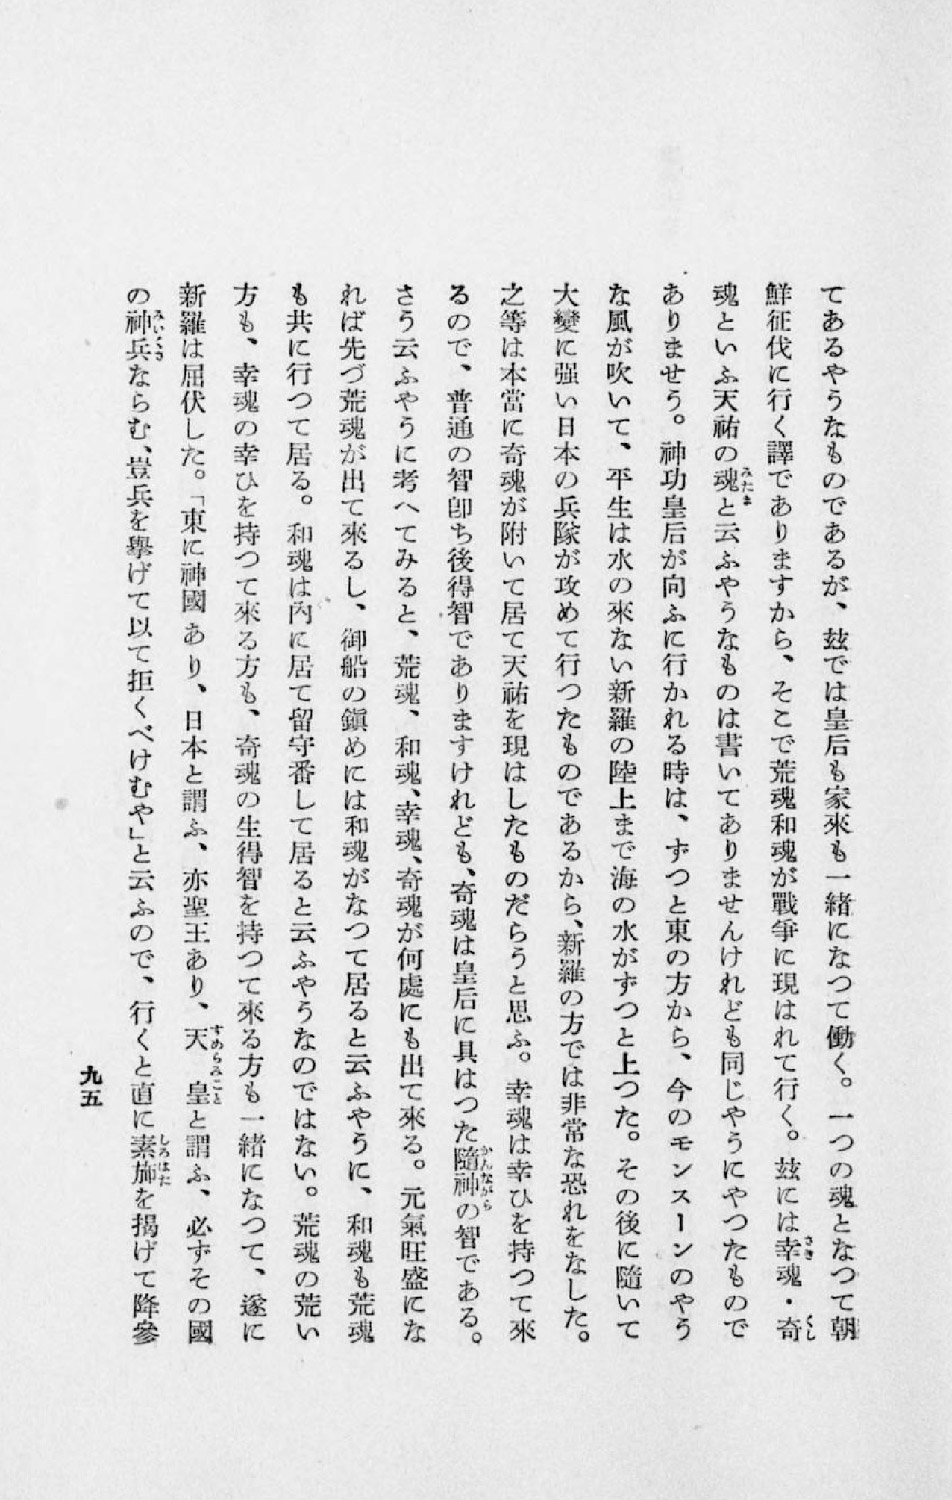 てあるやうなものであるが、玆では皇后も家來も一緒になつて働く。一つの魂となつて朝
鮮征伐に行く譯でありますから、そこで荒魂和魂が戰爭に現はれて行く。玆には幸魂・奇
魂といふ天祐の魂と云ふやうなものは書いてありませんけれども同じやうにやつたもので
ありませう。神功皇后が向ふに行かれる時は、ずつと東の方から、今のモンスーンのやう
な風が吹いて、平生は水の來ない新羅の陸上まで海の水がずつと上つた。その後に隨いて
大變に强い日本の兵隊が攻めて行つたものであるから、新羅の方では非常な恐れをなした。
之等は本當に奇魂が附いて居て天祐を現はしたものだらうと思ふ。幸魂は幸ひを持つて來
るので、普通の智卽ち後得智でありますけれども、奇魂は皇后に具はつた隨神の智である。
さう云ふやうに考へてみると、荒魂、和魂、幸魂、奇魂が何處にも出て來る。元氣旺盛にな
れば先づ荒魂が出て來るし、御船の鎭めには和魂がなつて居ると云ふやうに、和魂も荒魂
も共に行つて居る。和魂は內に居て留守番して居ると云ふやうなのではない。荒魂の荒い
方も、幸魂の幸ひを持つて來る方も、奇魂の生得智を持つて來る方も一緒になつて、遂に
新羅は屈伏した。「東に神國あり、日本と謂ふ、亦聖王あり、天皇と謂ふ、必ずその國
の神兵ならむ、豈兵を擧げて以て拒くべけむや」と云ふので、行くと直に素旆を揭げて降參
九五